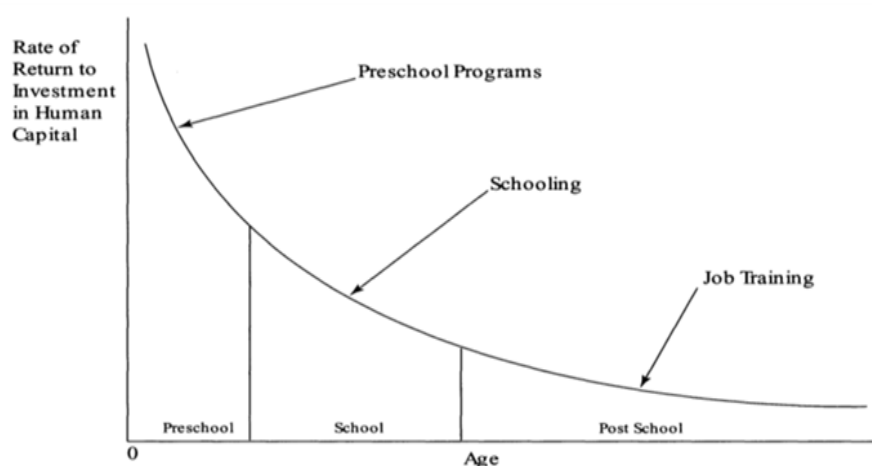 Rate of
Return to
Investment
in Human
Capital
Preschool Programs
Schooling
Job Training
Preschool
School
Post School
0
Age